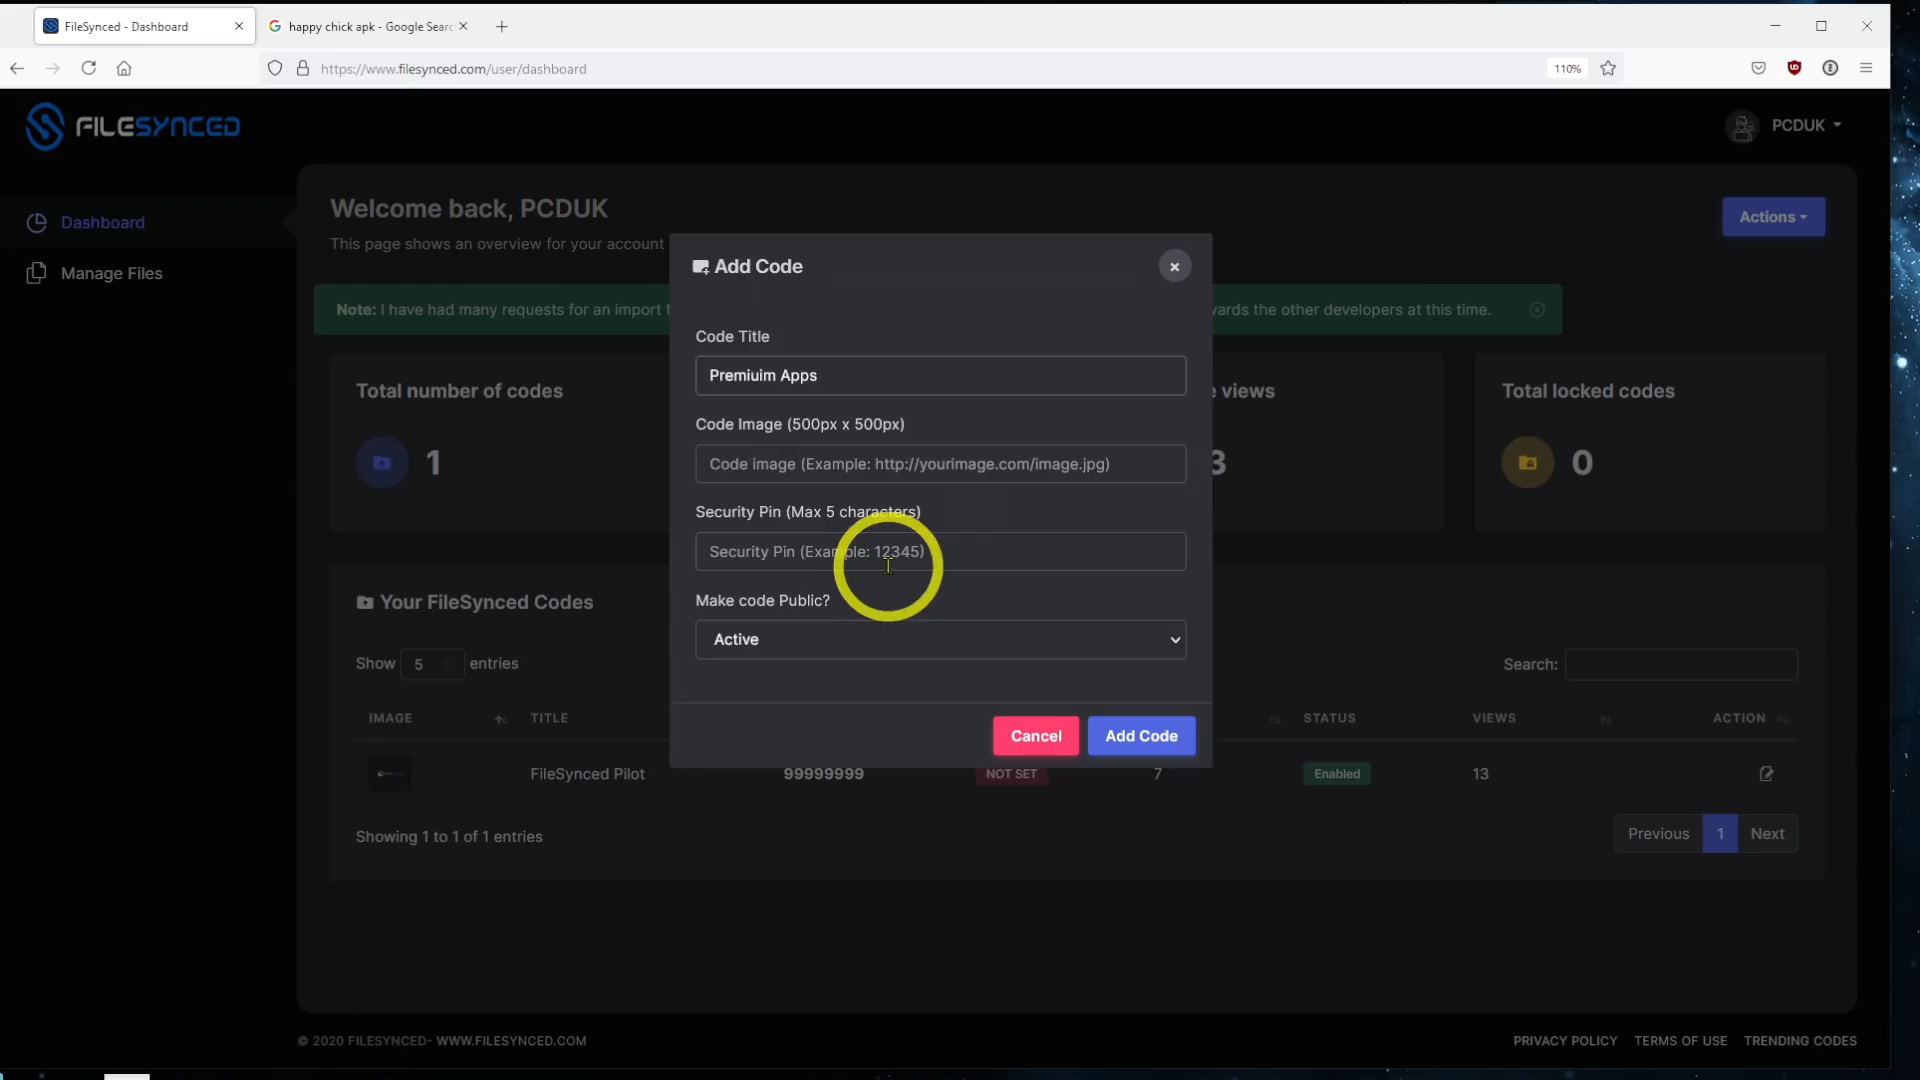 FileSynced - Dashboard
happy chick apk - Google Searc
https://www.filesynced.com/user/dashboard
110%
FILESYNCED
PCDUK
Dashboard
Manage Files
Welcome back, PCDUK
This page shows an overview for your account
Actions
Note: I have had many requests for an import f
wards the other developers at this time.
Add Code
Code Title
Premiuim Apps
Code Image (500px x 500px)
Code image (Example: http://yourimage.com/image.jpg)
Security Pin (Max 5 characters)
Security Pin (Example: 12345)
Make code Public?
Active
Cancel
Add Code
Total number of codes
1
e views
3
Total locked codes
0
Your FileSynced Codes
Show 5 entries
Search:
IMAGE TITLE STATUS VIEWS ACTION
FileSynced Pilot 99999999 NOT SET 7 Enabled 13
Showing 1 to 1 of 1 entries
Previous 1 Next
© 2020 FILESYNCED- WWW.FILESYNCED.COM
PRIVACY POLICY TERMS OF USE TRENDING CODES